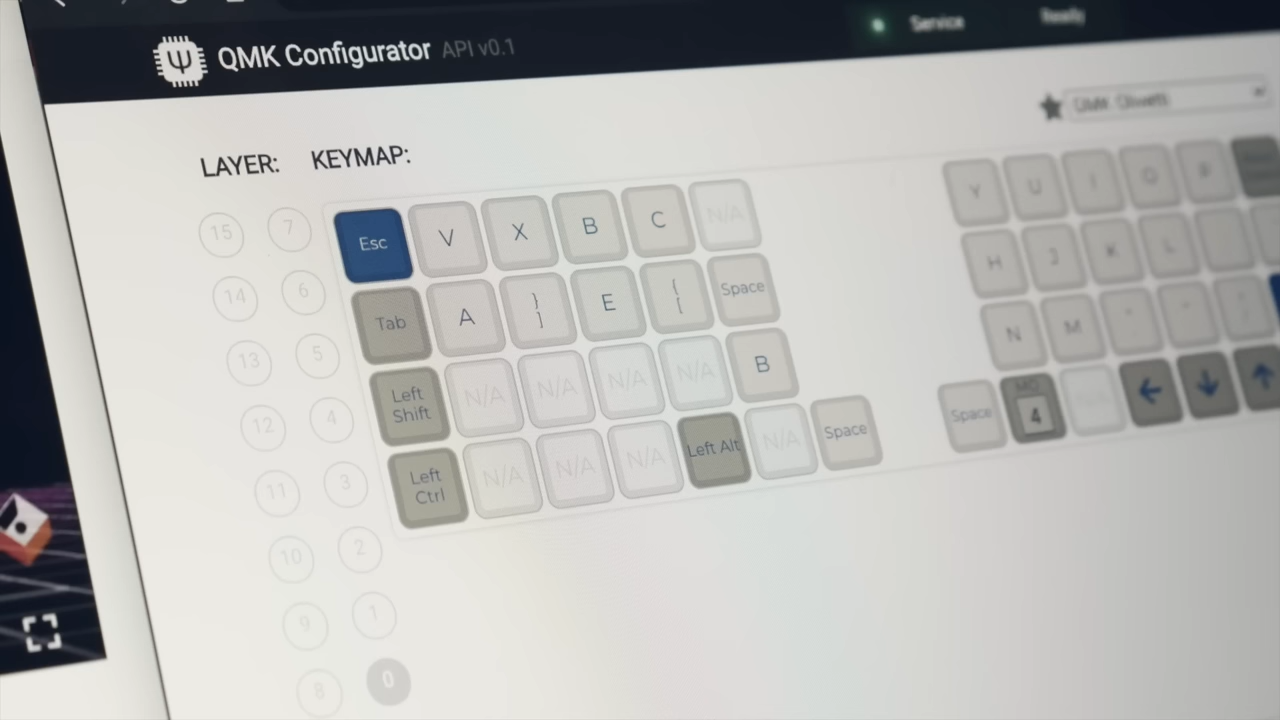 QMK Configurator API v0.1
Service Ready
LAYER: KEYMAP:
15 7 Esc V X B C N/A Y U I O P
14 6 Tab A } ] E { [ Space H J K L
13 5 Left Shift N/A N/A N/A N/A B N M
12 4 Left Ctrl N/A N/A N/A Left Alt N/A Space Space MO 4 N/A
11 3
10 2
9 1
8 0